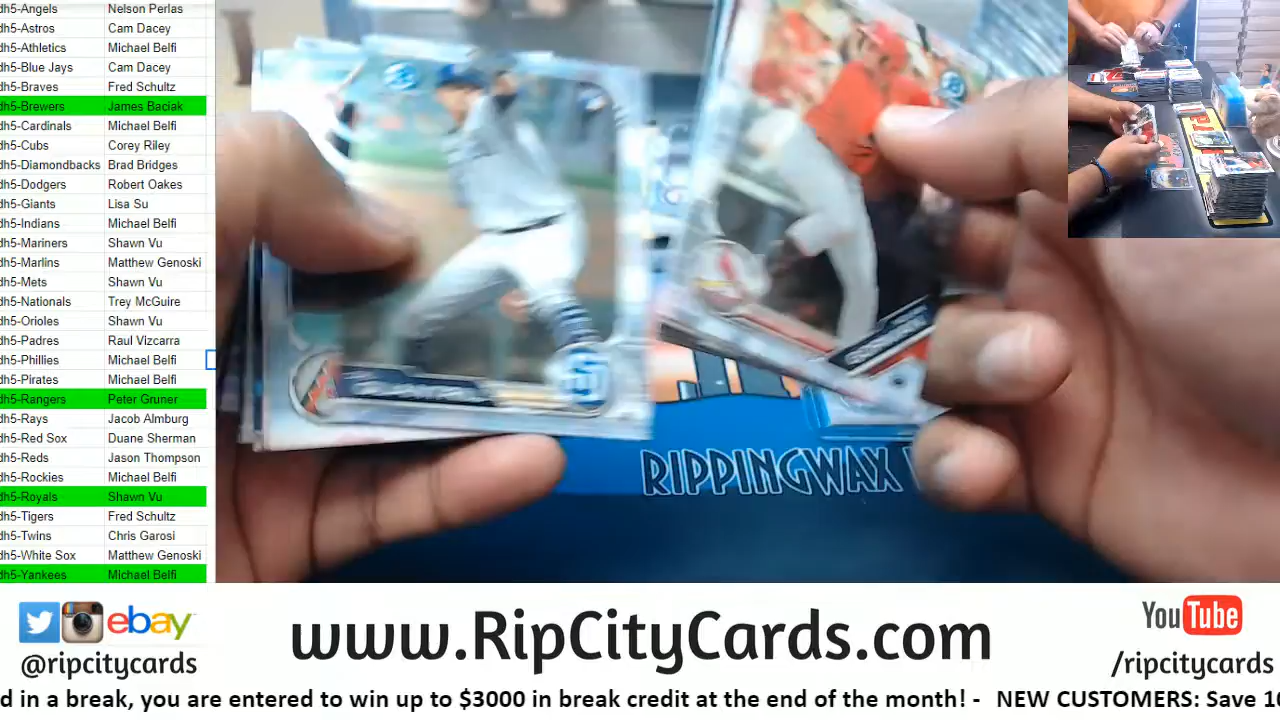 dh5-Angels Nelson Perlas
dh5-Astros Cam Dacey
dh5-Athletics Michael Belfi
dh5-Blue Jays Cam Dacey
dh5-Braves Fred Schultz
dh5-Brewers James Baciak
dh5-Cardinals Michael Belfi
dh5-Cubs Corey Riley
dh5-Diamondbacks Brad Bridges
dh5-Dodgers Robert Oakes
dh5-Giants Lisa Su
dh5-Indians Michael Belfi
dh5-Mariners Shawn Vu
dh5-Marlins Matthew Genoski
dh5-Mets Shawn Vu
dh5-Nationals Trey McGuire
dh5-Orioles Shawn Vu
dh5-Padres Raul Vizcarra
dh5-Phillies Michael Belfi
dh5-Pirates Michael Belfi
dh5-Rangers Peter Gruner
dh5-Rays Jacob Almburg
dh5-Red Sox Duane Sherman
dh5-Reds Jason Thompson
dh5-Rockies Michael Belfi
dh5-Royals Shawn Vu
dh5-Tigers Fred Schultz
dh5-Twins Chris Garosi
dh5-White Sox Matthew Genoski
dh5-Yankees Michael Belfi
RIPPINGWAX
ebay
@ripcitycards
www.RipCityCards.com
YouTube
/ripcitycards
d in a break, you are entered to win up to $3000 in break credit at the end of the month! - NEW CUSTOMERS: Save 10